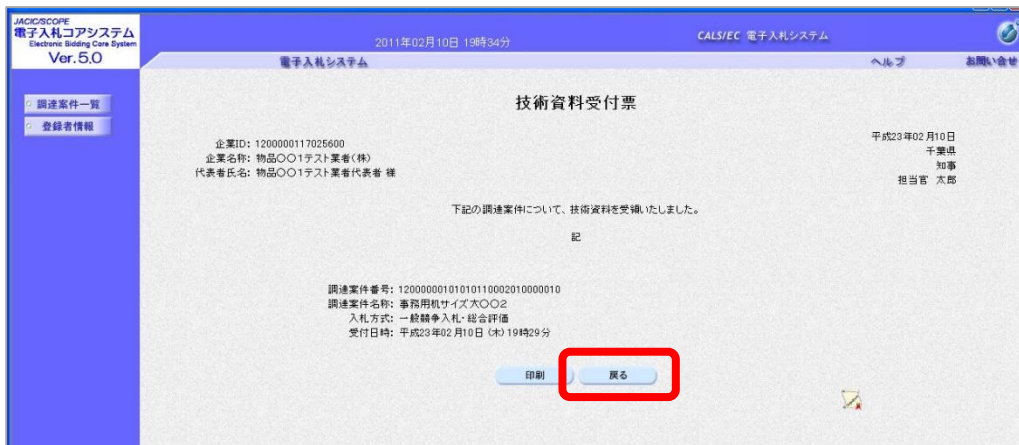 JACIC/SCOPE
電子入札コアシステム
Electronic Bidding Core System
Ver.5.0
2011年02月10日 19時34分
CALS/EC 電子入札システム
電子入札システム
ヘルプ
お問い合せ
調達案件一覧
登録者情報
技術資料受付票
平成23年02月10日
千葉県
知事
担当官 太郎
企業ID: 1200000117025600
企業名称: 物品〇〇1テスト業者(株)
代表者氏名: 物品〇〇1テスト業者代表者 様
下記の調達案件について、技術資料を受領いたしました。
記
調達案件番号: 1200000010101011000201000​0010
調達案件名称: 事務用机サイズ大〇〇2
入札方式: 一般競争入札・総合評価
受付日時: 平成23年02月10日 (木) 19時29分
印刷
戻る